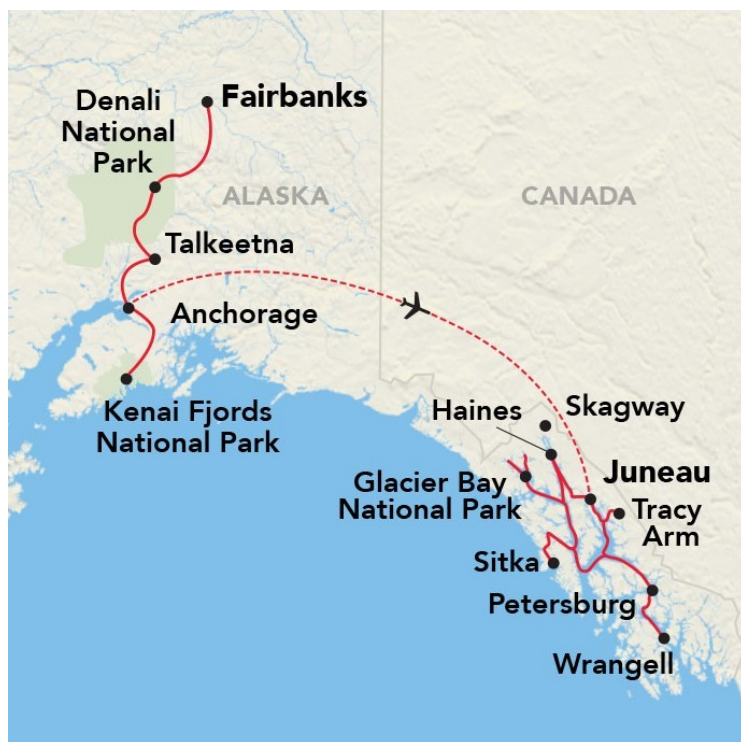 Fairbanks
Denali
National
Park
ALASKA
CANADA
Talkeetna
Anchorage
Kenai Fjords
National Park
Haines
Skagway
Glacier Bay
National Park
Juneau
Tracy
Arm
Sitka
Petersburg
Wrangell